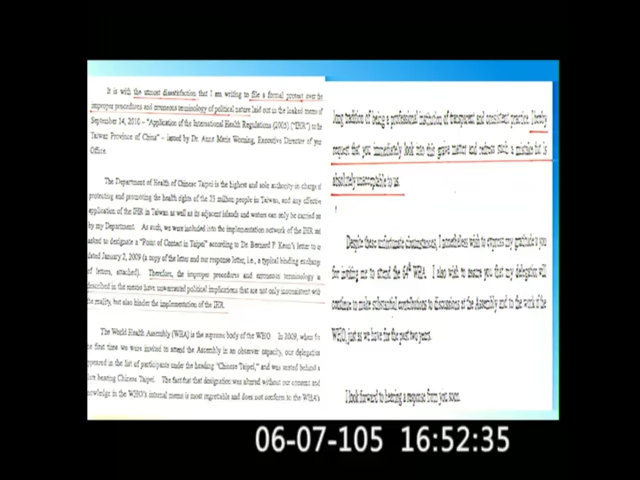 It is with the utmost dissatisfaction that I am writing to file a formal protest over the
improper procedures and erroneous terminology of political nature laid out in the leaked memo of
September 14, 2010 – "Application of the International Health Regulations (2005) ("IHR") to the
Taiwan Province of China" – issued by Dr. Anne Marie Worning, Executive Director of your
Office.
The Department of Health of Chinese Taipei is the highest and sole authority in charge of
protecting and promoting the health rights of the 23 million people in Taiwan, and any effective
application of the IHR in Taiwan as well as its adjacent islands and waters can only be carried
by my Department. As such, we were included into the implementation network of the IHR and
asked to designate a "Point of Contact in Taipei" according to Dr. Bernard P. Kean's letter to
dated January 2, 2009 (a copy of the letter and our response letter, i.e., a typical binding exchange
of letters, attached). Therefore, the improper procedures and erroneous terminology
described in the memo have unwarranted political implications that are not only inconsistent with
the reality, but also hinder the implementation of the IHR.
The World Health Assembly (WHA) is the supreme body of the WHO. In 2009, when
the first time we were invited to attend the Assembly in an observer capacity, our delegation
appeared in the list of participants under the heading "Chinese Taipei," and was seated behind
bearing Chinese Taipei. The fact that that designation was altered without our consent and
knowledge in the WHO's internal memo is most regrettable and does not conform to the WHA's
long tradition of being a professional institution of transparent and consistent practice. I hereby
request that you immediately look into this grave matter and redress such a mistake that is
absolutely unacceptable to us.
Despite these unfortunate circumstances, I nonetheless wish to express my gratitude to you
for inviting me to attend the 64th WHA. I also wish to assure you that my delegation will
continue to make substantial contributions to discussions at the Assembly and to the work of the
WHO, just as we have for the past two years.
I look forward to hearing a response from you soon.
06-07-105 16:52:35